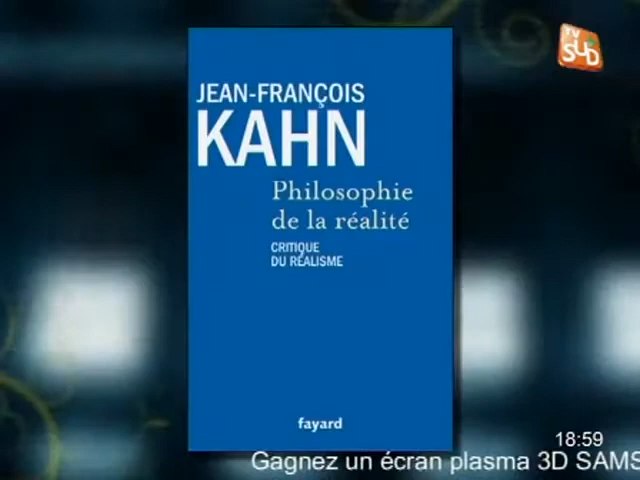 TV
SUD
JEAN-FRANÇOIS
KAHN
Philosophie
de la réalité
CRITIQUE
DU RÉALISME
fayard
18:59
Gagnez un écran plasma 3D SAMS